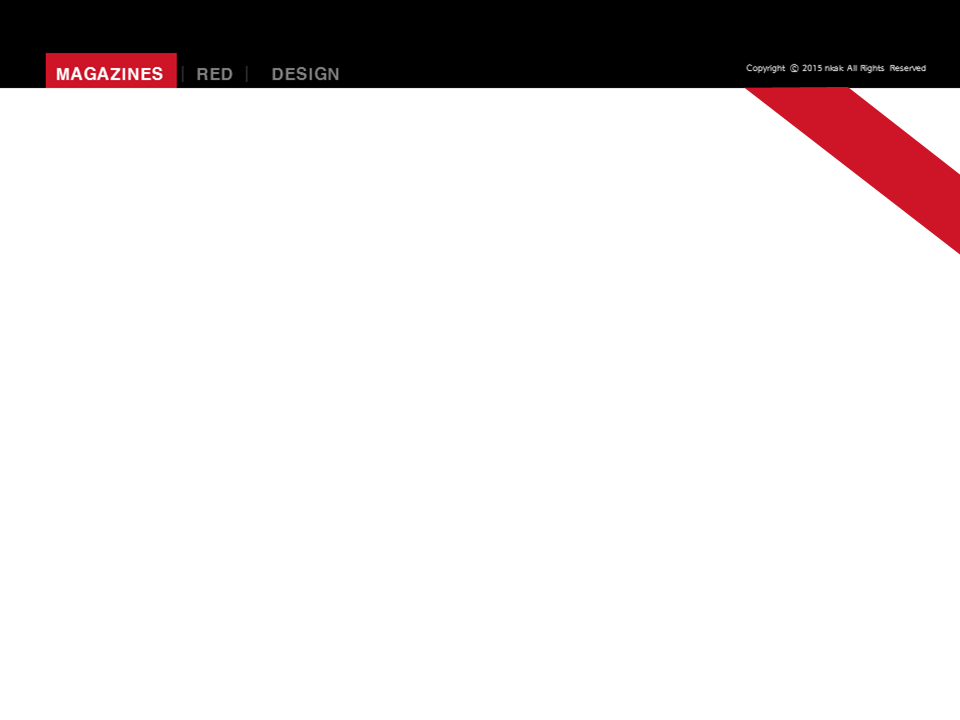 MAGAZINES | RED | DESIGN
Copyright © 2015 nkak All Rights Reserved